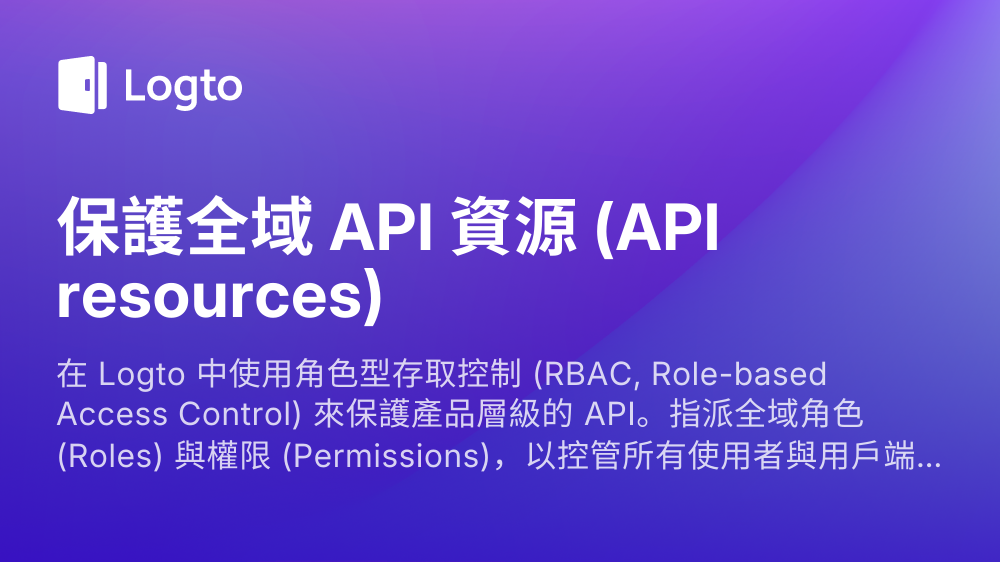 Logto
保護全域 API 資源 (API
resources)
在 Logto 中使用角色型存取控制 (RBAC, Role-based
Access Control) 來保護產品層級的 API。指派全域角色
(Roles) 與權限 (Permissions)，以控管所有使用者與用戶端...